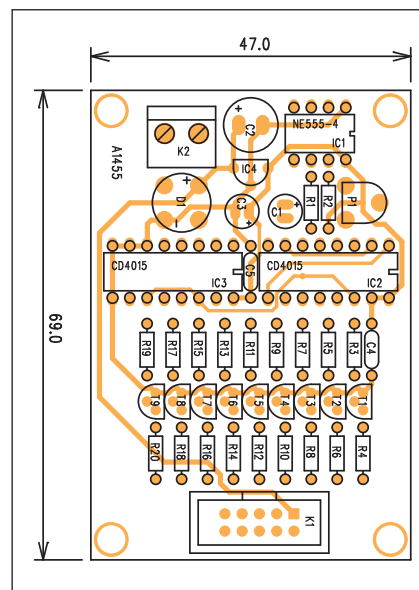 47.0
69.0
A1455
K2
C2
NE555-4
IC1
IC4
D1
C3
C1
R1
R2
P1
CD4015
IC3
C5
CD4015
IC2
R19
R17
R15
R13
R11
R9
R7
R5
R3
C4
T9
T8
T7
T6
T5
T4
T3
T2
T1
R20
R18
R16
R14
R12
R10
R8
R6
R4
K1